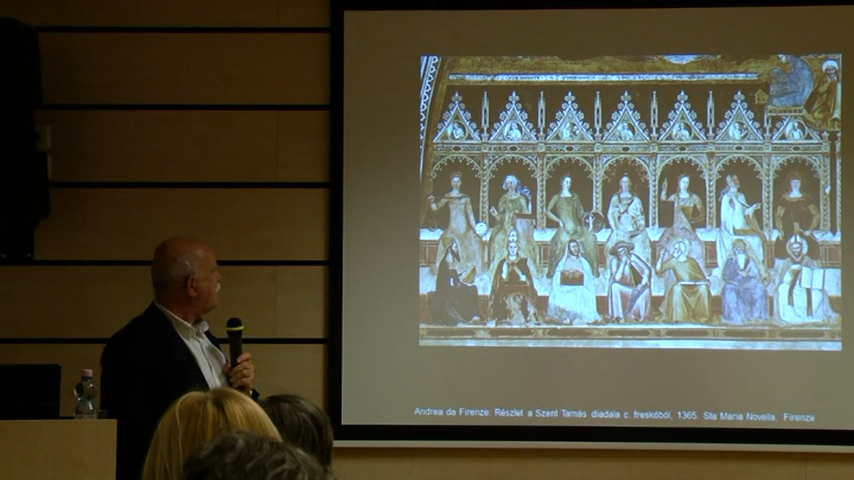 Andrea da Firenze: Részlet a Szent Tamás diadala c. freskóból, 1365. Sta Maria Novella, Firenze